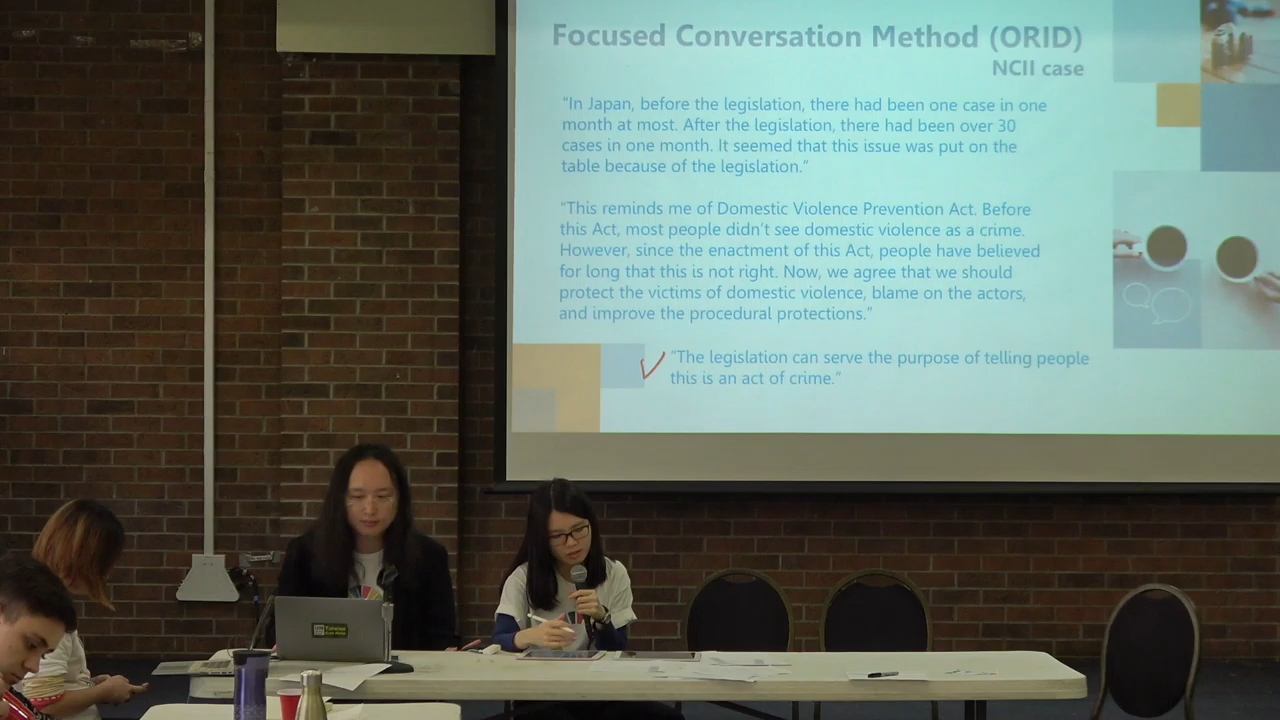 Focused Conversation Method (ORID)
NCII case
“In Japan, before the legislation, there had been one case in one
month at most. After the legislation, there had been over 30
cases in one month. It seemed that this issue was put on the
table because of the legislation.”
“This reminds me of Domestic Violence Prevention Act. Before
this Act, most people didn’t see domestic violence as a crime.
However, since the enactment of this Act, people have believed
for long that this is not right. Now, we agree that we should
protect the victims of domestic violence, blame on the actors,
and improve the procedural protections.”
“The legislation can serve the purpose of telling people
this is an act of crime.”